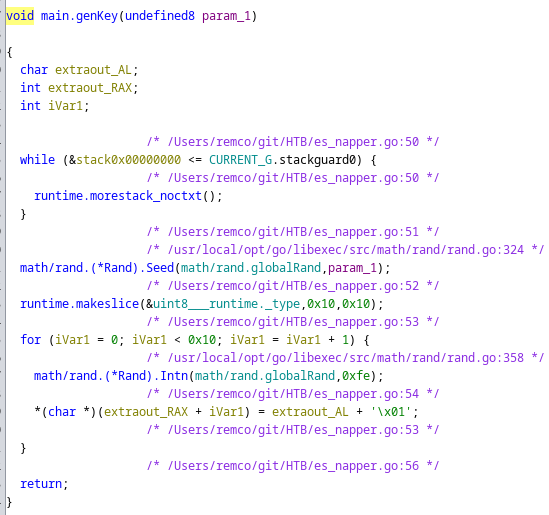 void main.genKey(undefined8 param_1)
{
char extraout_AL;
int extraout_RAX;
int iVar1;
/* /Users/remco/git/HTB/es_napper.go:50 */
while (&stack0x00000000 <= CURRENT_G.stackguard0) {
/* /Users/remco/git/HTB/es_napper.go:50 */
runtime.morestack_noctxt();
}
/* /Users/remco/git/HTB/es_napper.go:51 */
/* /usr/local/opt/go/libexec/src/math/rand/rand.go:324 */
math/rand.(*Rand).Seed(math/rand.globalRand,param_1);
/* /Users/remco/git/HTB/es_napper.go:52 */
runtime.makeslice(&uint8___runtime._type,0x10,0x10);
/* /Users/remco/git/HTB/es_napper.go:53 */
for (iVar1 = 0; iVar1 < 0x10; iVar1 = iVar1 + 1) {
/* /usr/local/opt/go/libexec/src/math/rand/rand.go:358 */
math/rand.(*Rand).Intn(math/rand.globalRand,0xfe);
/* /Users/remco/git/HTB/es_napper.go:54 */
*(char *)(extraout_RAX + iVar1) = extraout_AL + '\x01';
/* /Users/remco/git/HTB/es_napper.go:53 */
}
/* /Users/remco/git/HTB/es_napper.go:56 */
return;
}